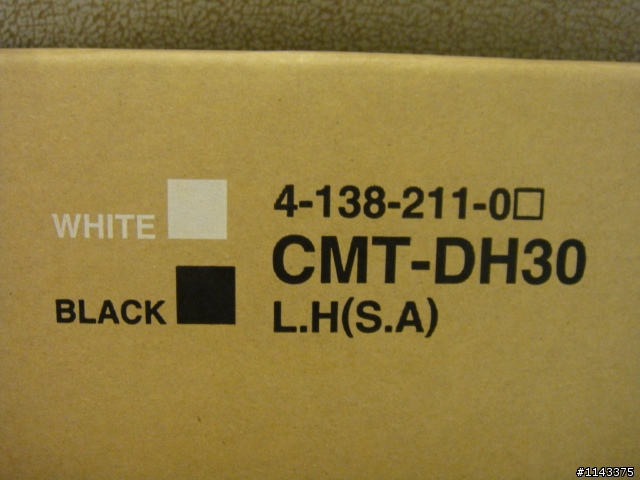 WHITE
BLACK
4-138-211-0□
CMT-DH30
L.H(S.A)
#1143375